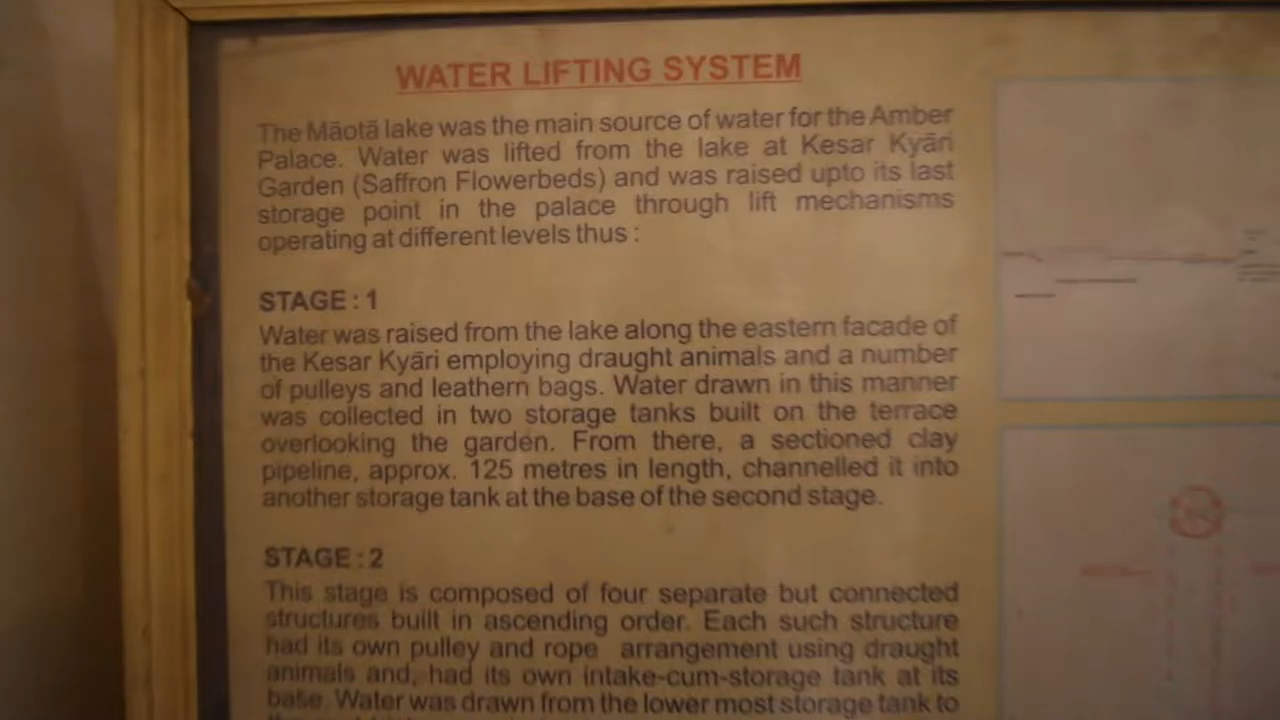 WATER LIFTING SYSTEM
The Māotā lake was the main source of water for the Amber
Palace. Water was lifted from the lake at Kesar Kyāri
Garden (Saffron Flowerbeds) and was raised upto its last
storage point in the palace through lift mechanisms
operating at different levels thus :
STAGE : 1
Water was raised from the lake along the eastern facade of
the Kesar Kyāri employing draught animals and a number
of pulleys and leathern bags. Water drawn in this manner
was collected in two storage tanks built on the terrace
overlooking the garden. From there, a sectioned clay
pipeline, approx. 125 metres in length, channelled it into
another storage tank at the base of the second stage.
STAGE : 2
This stage is composed of four separate but connected
structures built in ascending order. Each such structure
had its own pulley and rope arrangement using draught
animals and, had its own intake-cum-storage tank at its
base. Water was drawn from the lower most storage tank to